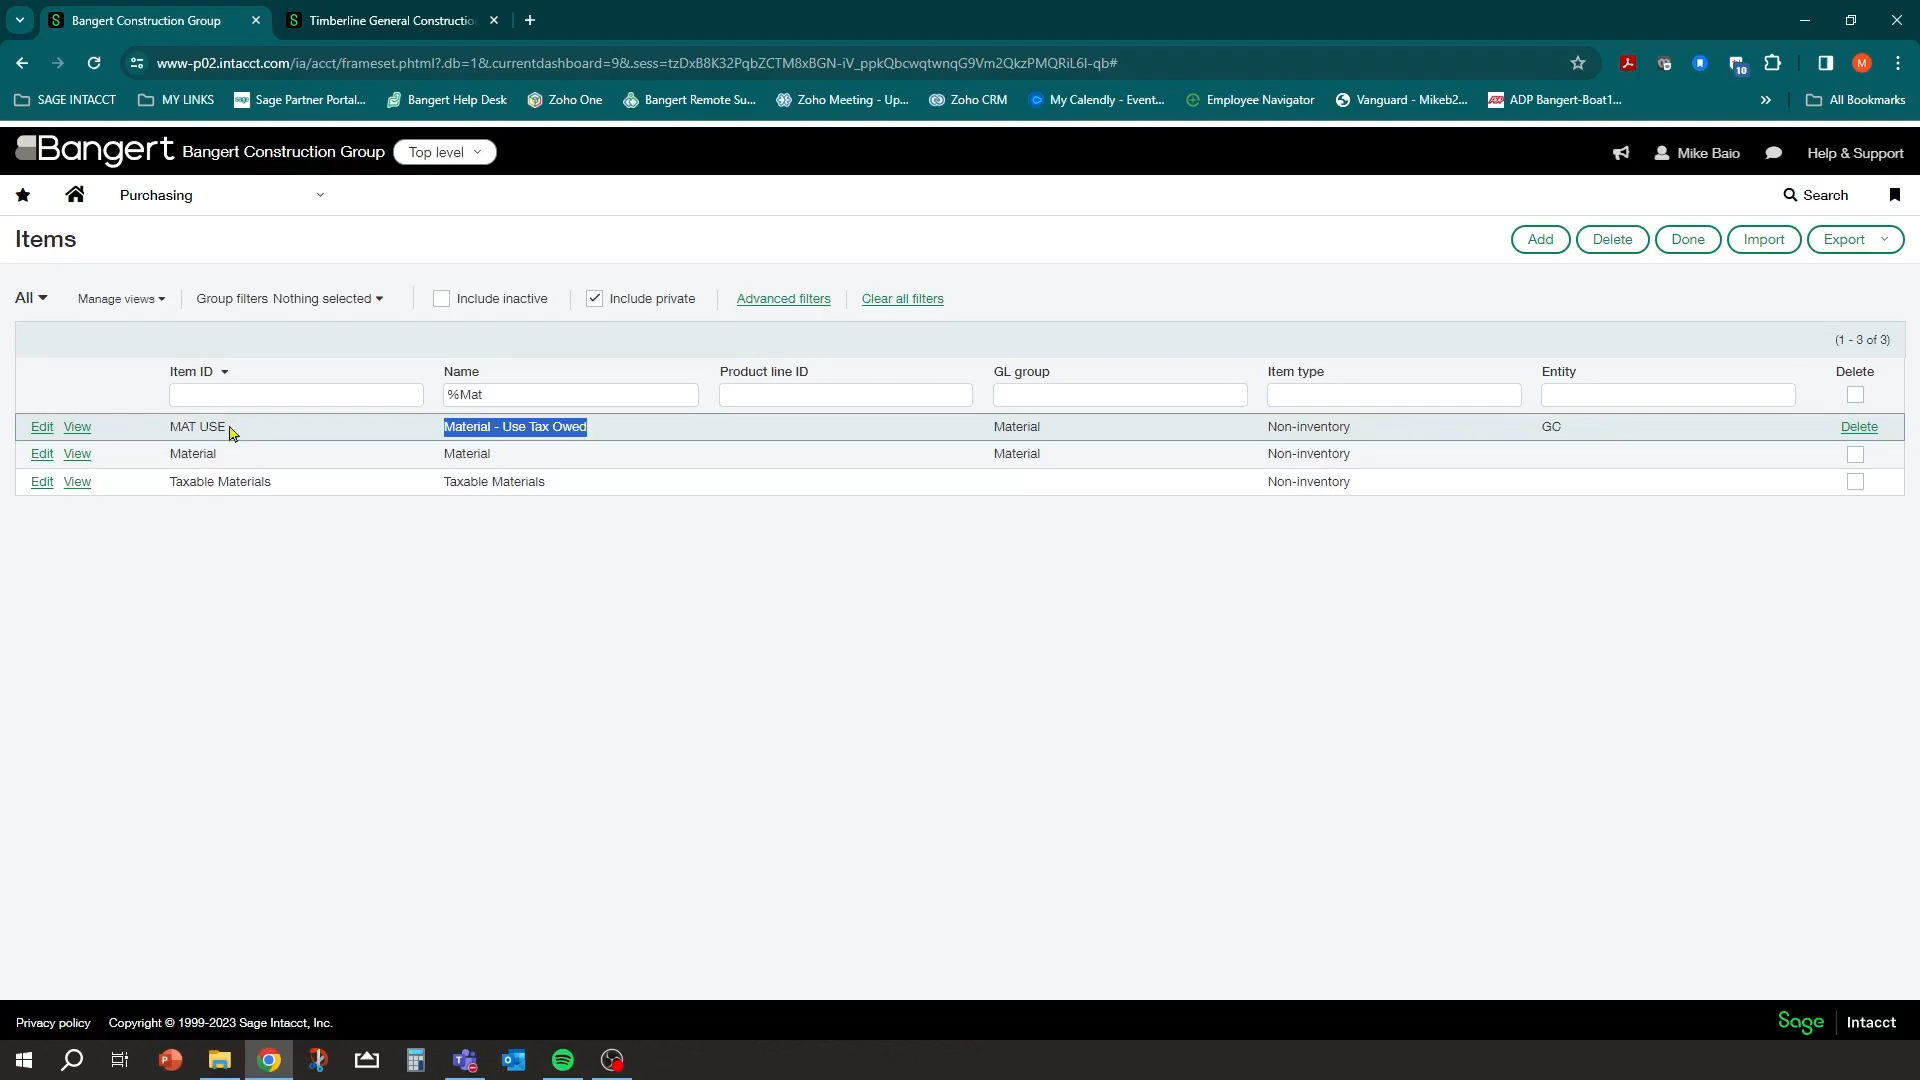 Bangert Construction Group
Timberline General Constructio
www-p02.intacct.com/ia/acct/frameset.phtml?.db=1&.currentdashboard=9&.sess=tzDxB8K32PqbZCTM8xBGN-iV_ppkQbcwqtwnqG9Vm2QkzPMQRiL6l-qb#
10
M
SAGE INTACCT
MY LINKS
Sage Partner Portal...
Bangert Help Desk
Zoho One
Bangert Remote Su...
Zoho Meeting - Up...
Zoho CRM
My Calendly - Event...
Employee Navigator
Vanguard - Mikeb2...
ADP Bangert-Boat1...
All Bookmarks
Bangert Bangert Construction Group Top level
Mike Baio Help & Support
Purchasing
Search
Items
Add Delete Done Import Export
All Manage views Group filters Nothing selected Include inactive Include private Advanced filters Clear all filters
(1 - 3 of 3)
Item ID Name Product line ID GL group Item type Entity Delete
%Mat
Edit View MAT USE Material - Use Tax Owed Material Non-inventory GC Delete
Edit View Material Material Material Non-inventory
Edit View Taxable Materials Taxable Materials Non-inventory
Privacy policy Copyright © 1999-2023 Sage Intacct, Inc.
Sage Intacct